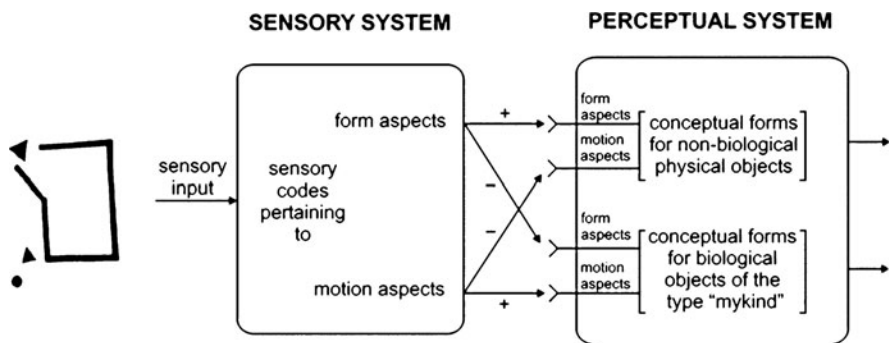 SENSORY SYSTEM
PERCEPTUAL SYSTEM
sensory
input
sensory
codes
pertaining
to
form aspects
motion aspects
+
–
–
+
form
aspects
motion
aspects
conceptual forms
for non-biological
physical objects
form
aspects
motion
aspects
conceptual forms
for biological
objects of the
type “mykind”